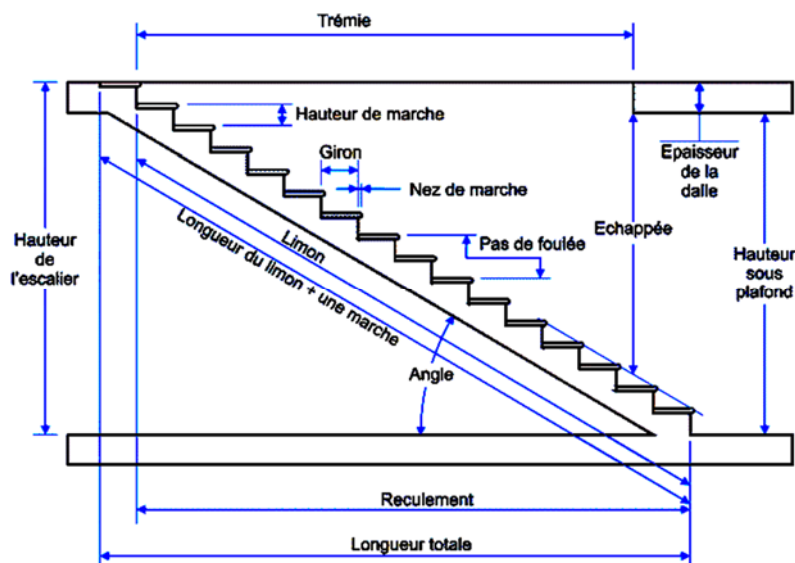 Trémie
Hauteur de marche
Giron
Nez de marche
Epaisseur
de la
dalle
Hauteur
de
l'escalier
Limon
Longueur du limon + une marche
Pas de foulée
Echappée
Hauteur
sous
plafond
Angle
Reculement
Longueur totale